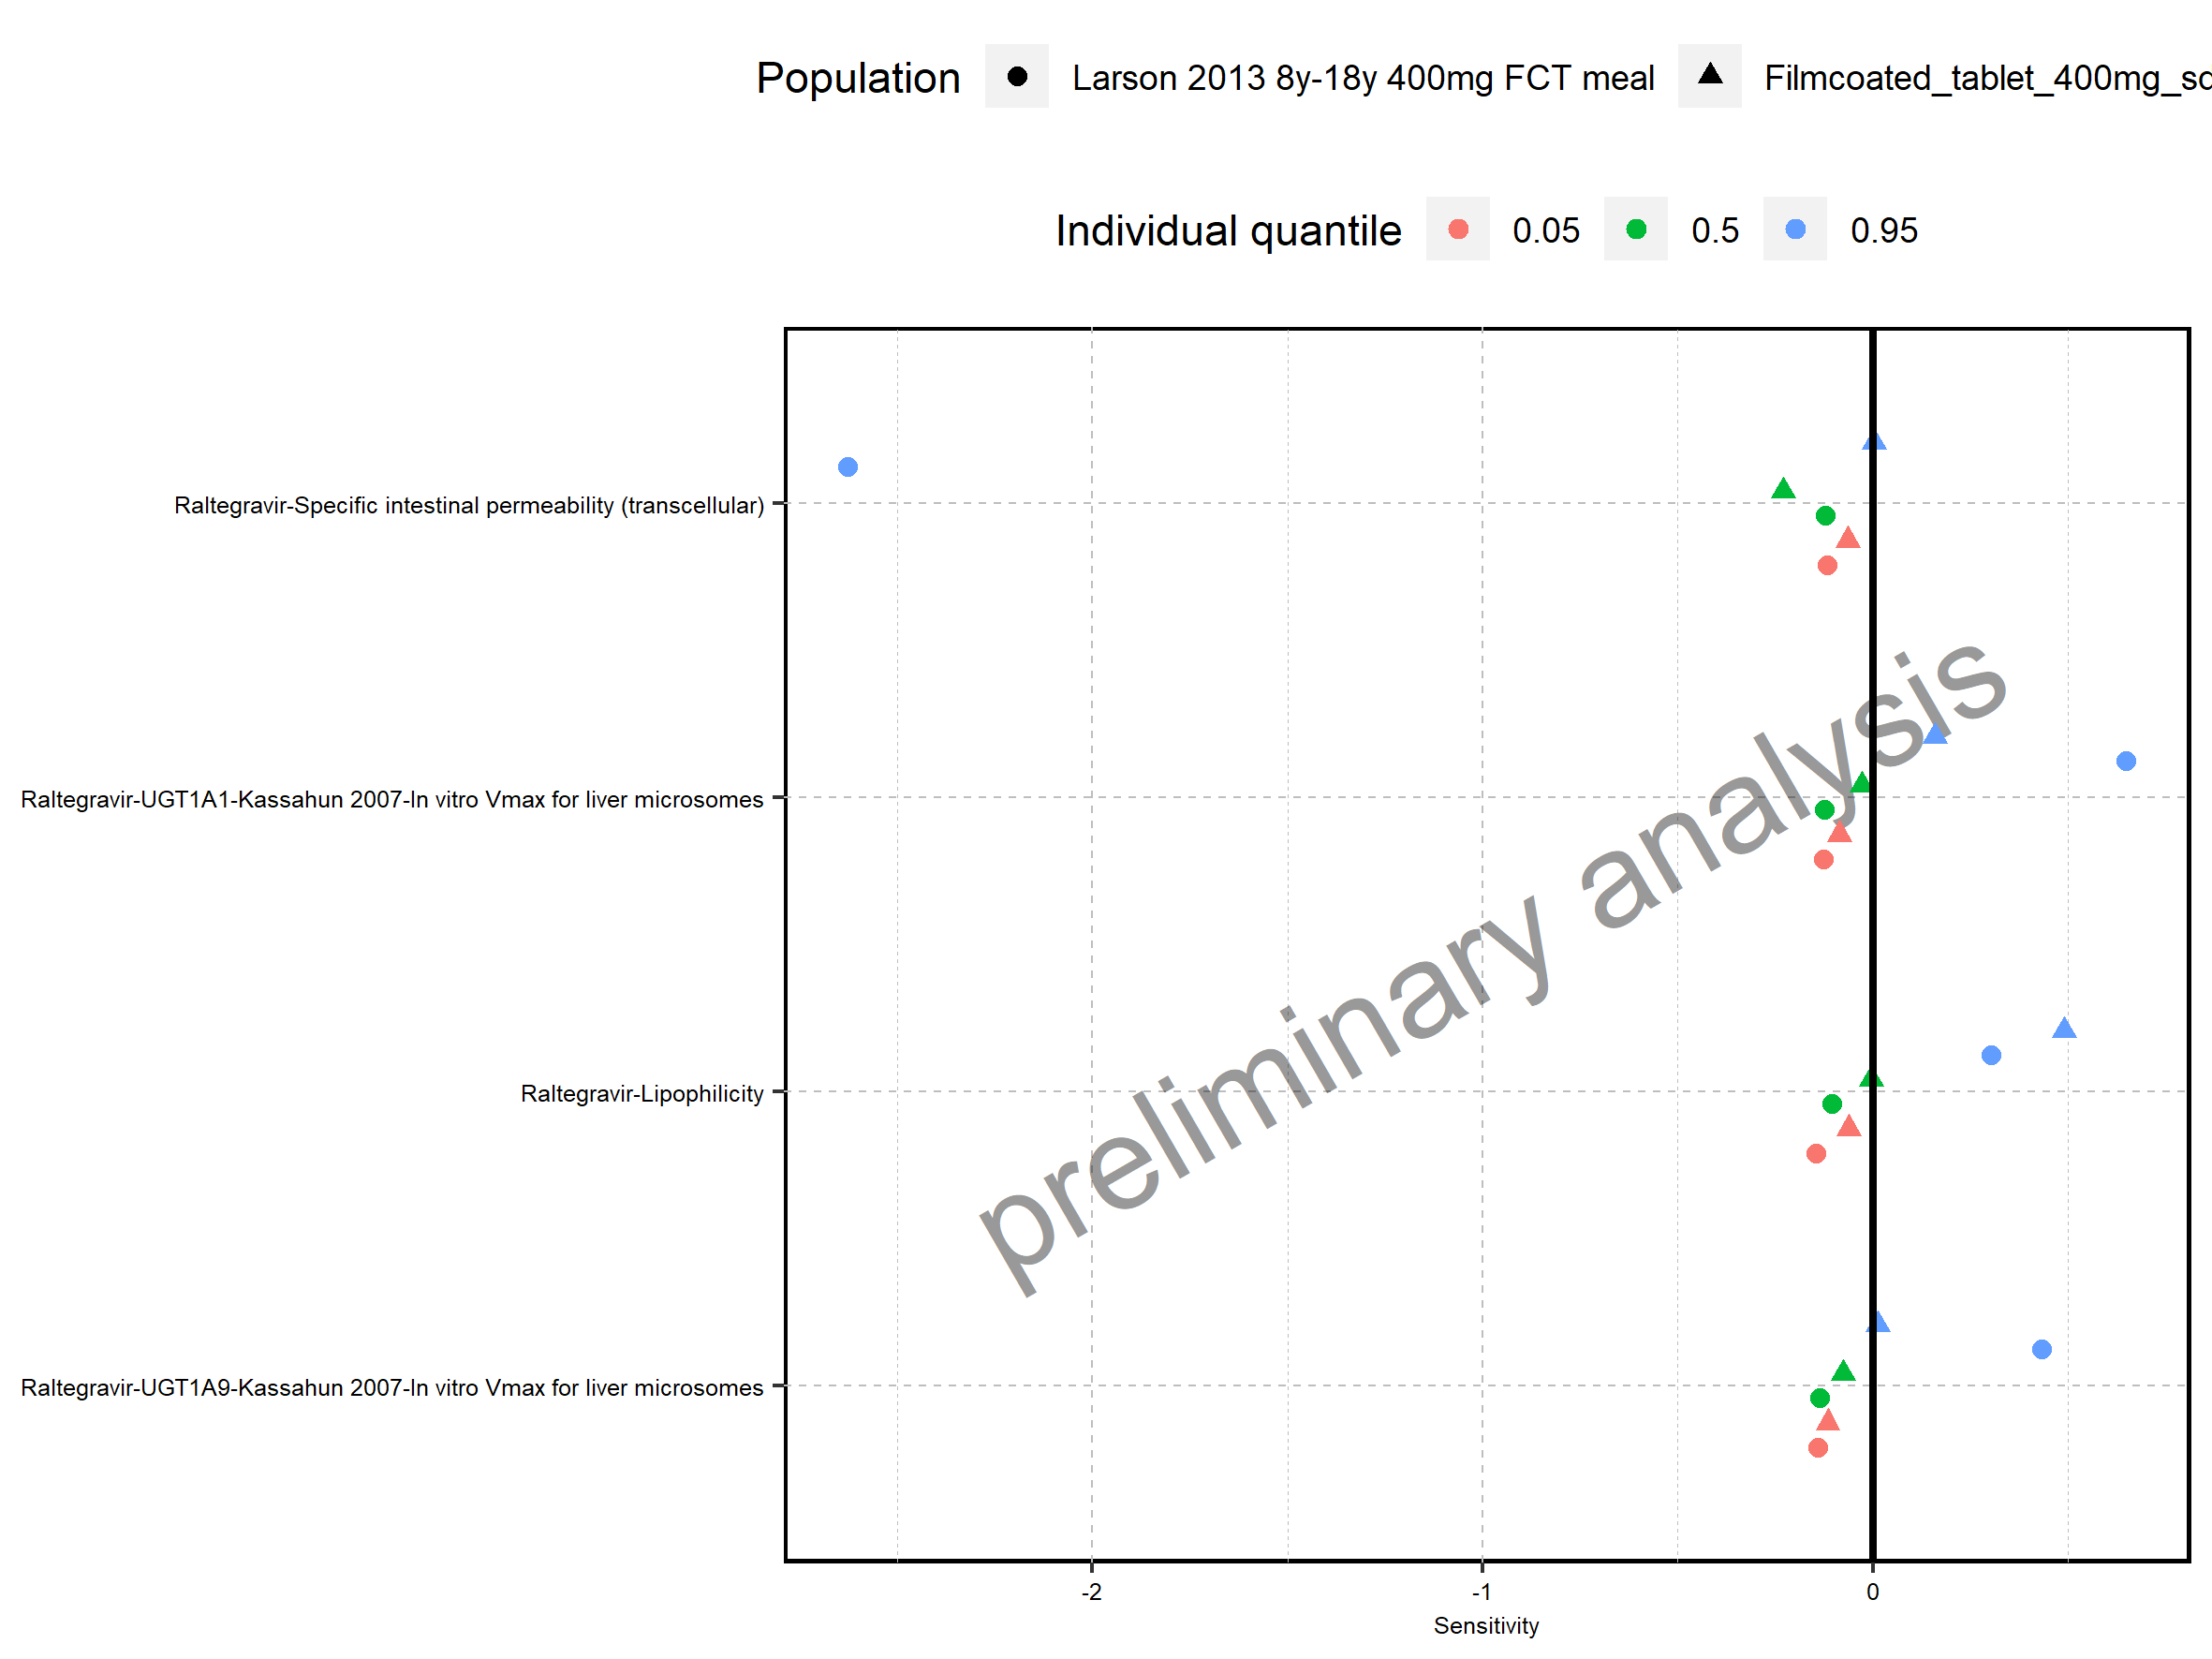 Population Larson 2013 8y-18y 400mg FCT meal Filmcoated_tablet_400mg_sd
Individual quantile 0.05 0.5 0.95
Raltegravir-Specific intestinal permeability (transcellular)
Raltegravir-UGT1A1-Kassahun 2007-In vitro Vmax for liver microsomes
Raltegravir-Lipophilicity
Raltegravir-UGT1A9-Kassahun 2007-In vitro Vmax for liver microsomes
preliminary analysis
-2 -1 0
Sensitivity